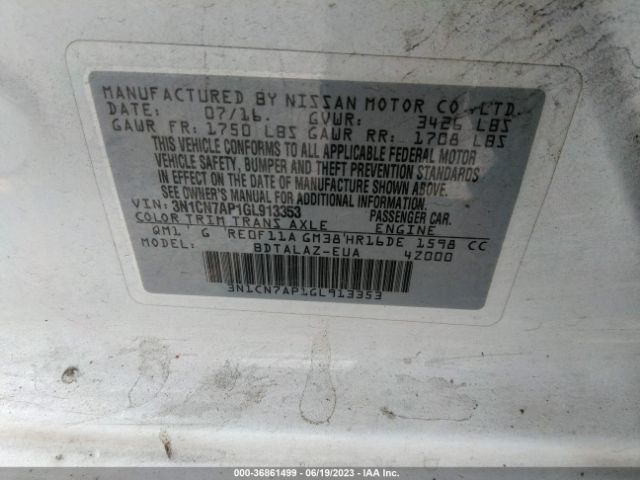 MANUFACTURED BY NISSAN MOTOR CO.,LTD.
DATE: 07/16. GVWR: 3426 LBS
GAWR FR: 1750 LBS GAWR RR: 1708 LBS
THIS VEHICLE CONFORMS TO ALL APPLICABLE FEDERAL MOTOR
VEHICLE SAFETY, BUMPER AND THEFT PREVENTION STANDARDS
IN EFFECT ON THE DATE OF MANUFACTURE SHOWN ABOVE.
SEE OWNER'S MANUAL FOR ADDITIONAL INFORMATION.
VIN: 3N1CN7AP1GL913353 PASSENGER CAR.
COLOR TRIM TRANS AXLE ENGINE
QM1 G RE0F11A GM38 HR16DE 1598 CC
MODEL: BDTALAZ-EUA 4Z000
3N1CN7AP1GL913353
000-36861499 - 06/19/2023 - IAA Inc.